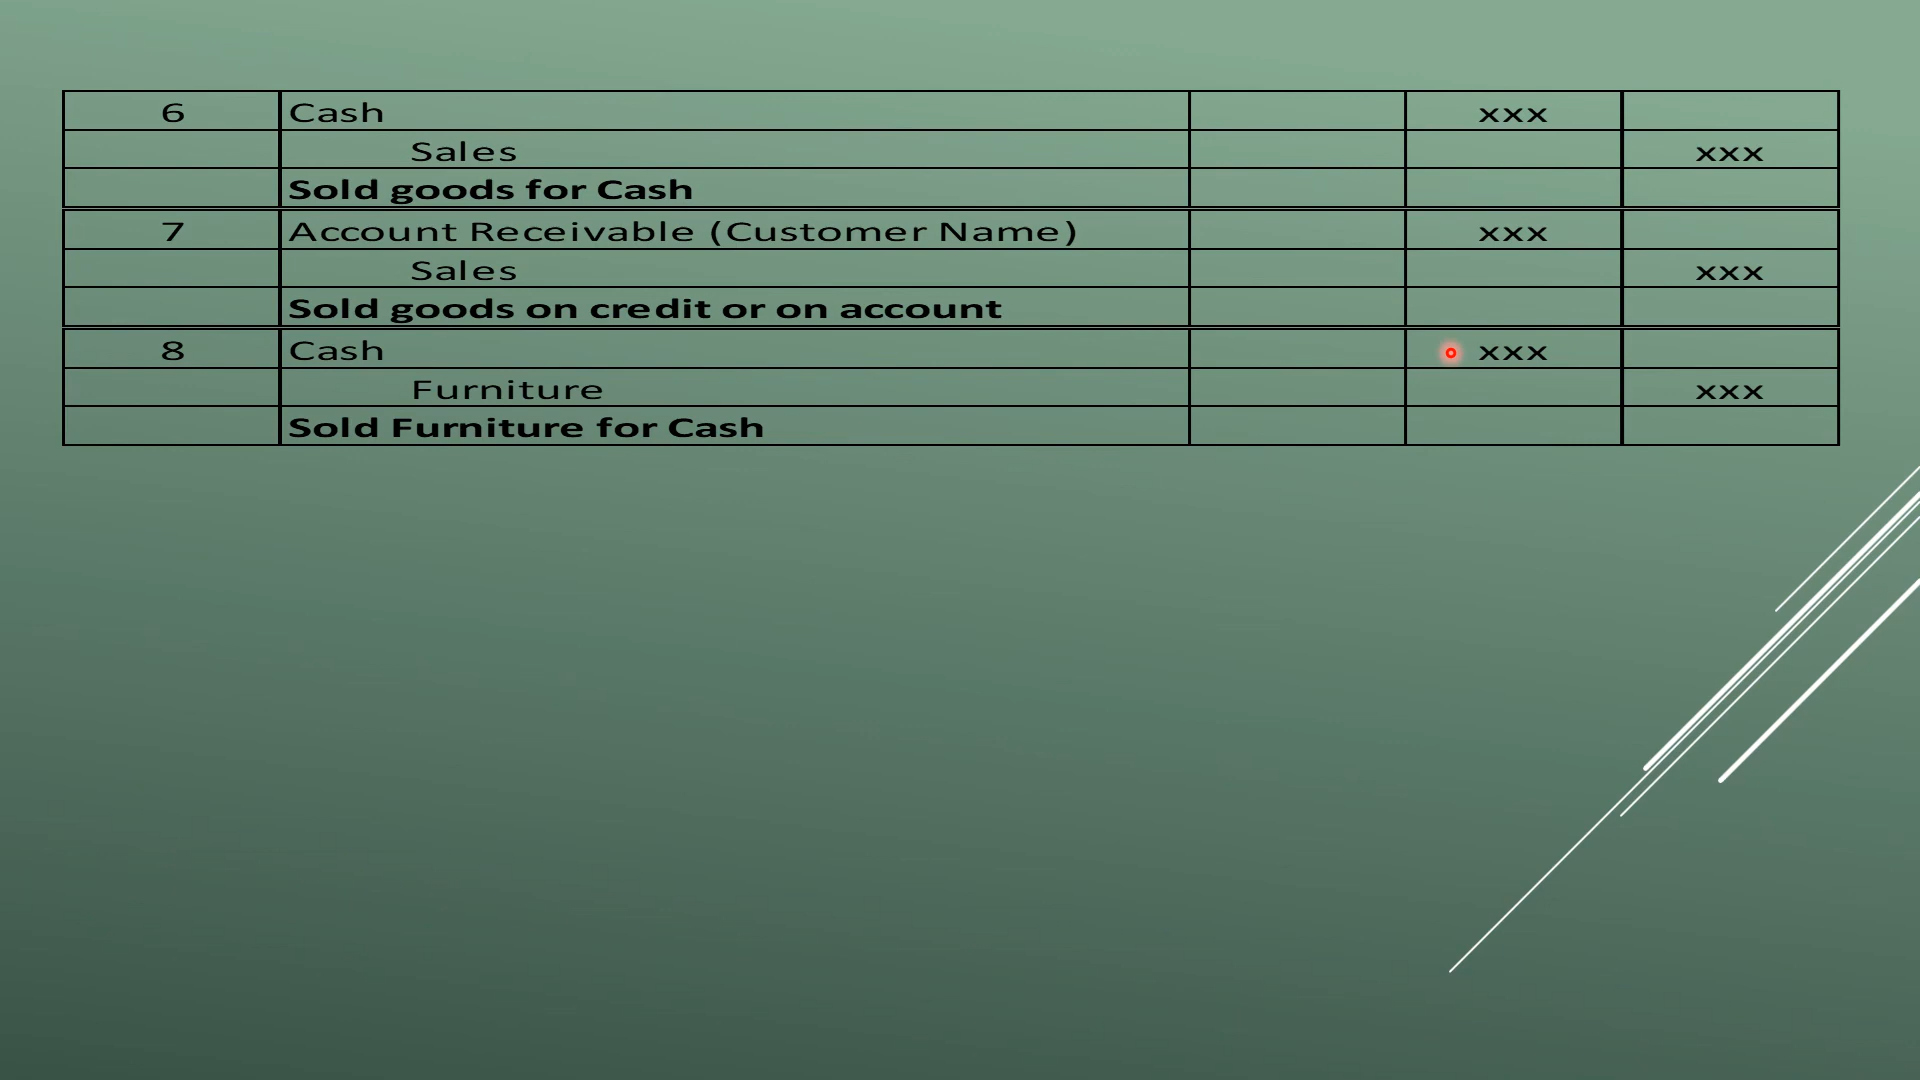 6 Cash xxx
Sales xxx
Sold goods for Cash
7 Account Receivable (Customer Name) xxx
Sales xxx
Sold goods on credit or on account
8 Cash xxx
Furniture xxx
Sold Furniture for Cash